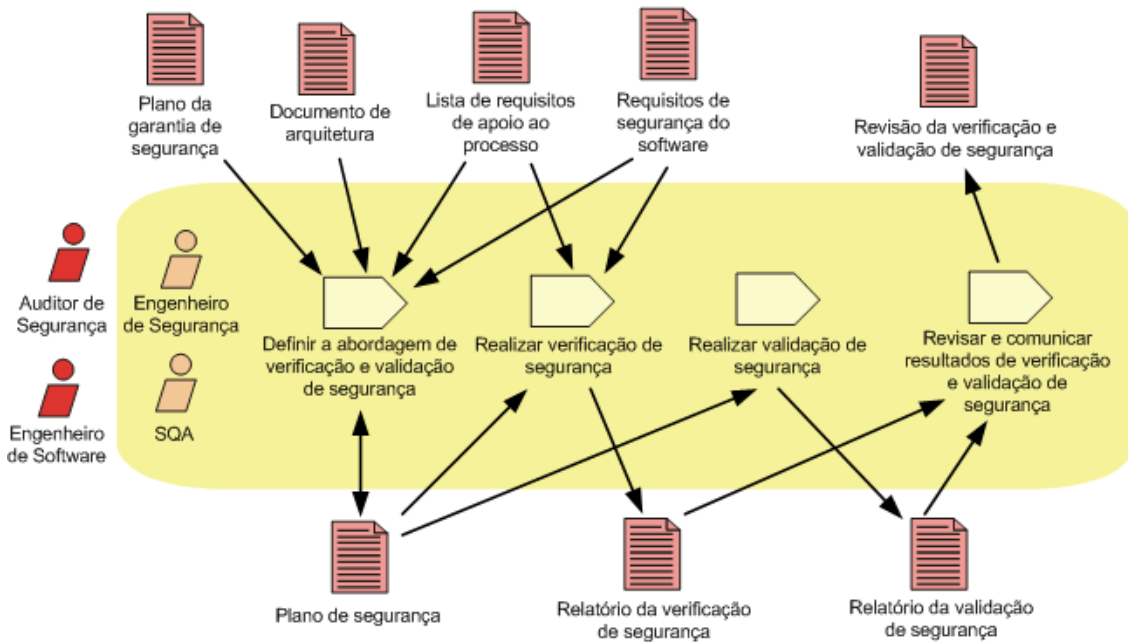 Plano da
garantia de
segurança
Documento de
arquitetura
Lista de requisitos
de apoio ao
processo
Requisitos de
segurança do
software
Revisão da verificação e
validação de segurança
Auditor de
Segurança
Engenheiro
de Segurança
Engenheiro
de Software
SQA
Definir a abordagem de
verificação e validação
de segurança
Realizar verificação de
segurança
Realizar validação de
segurança
Revisar e comunicar
resultados de verificação
e validação de
segurança
Plano de segurança
Relatório da verificação
de segurança
Relatório da validação
de segurança